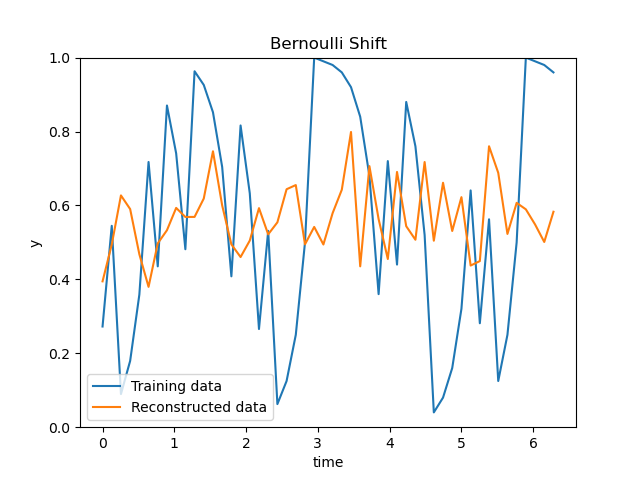 Bernoulli Shift
y
1.0
0.8
0.6
0.4
0.2
0.0
Training data
Reconstructed data
0 1 2 3 4 5 6
time